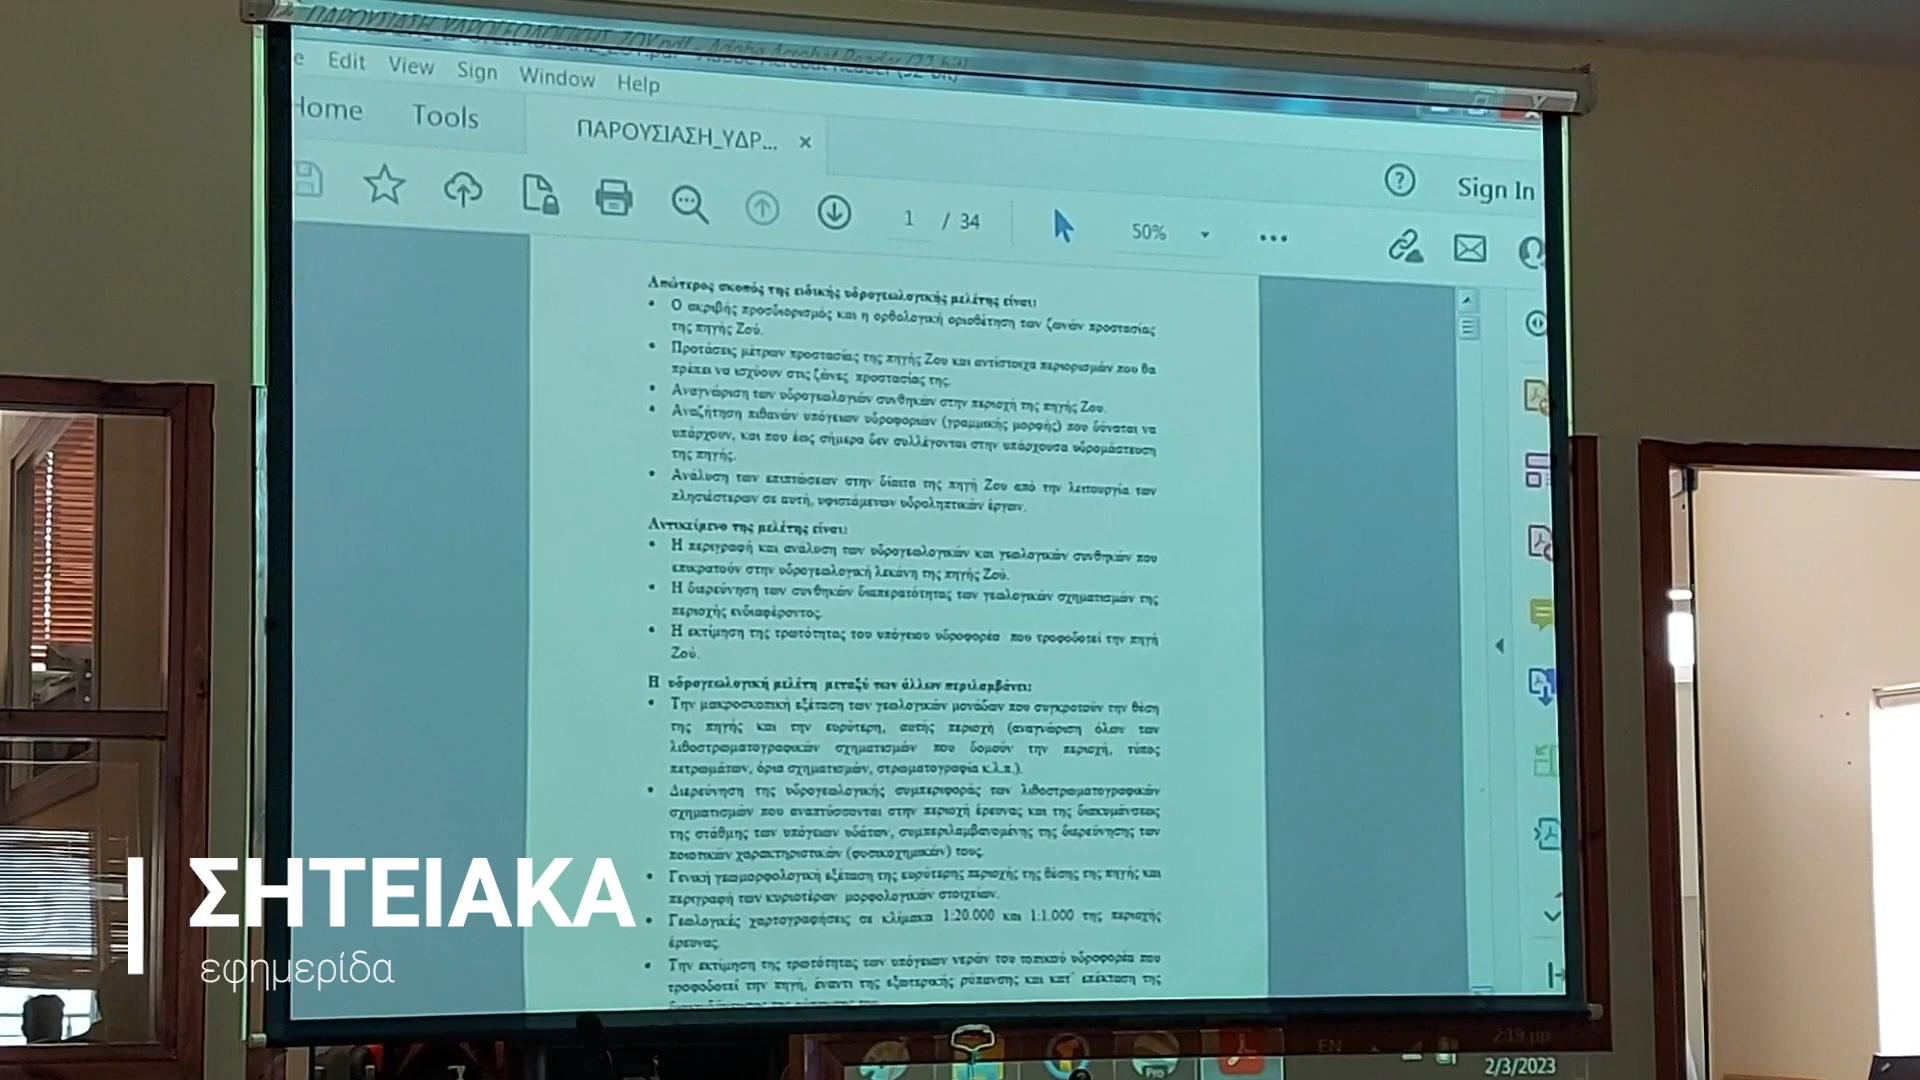 ΠΑΡΟΥΣΙΑΣΗ_ΥΔΡΟΓΕΩΛΟΓΙΚΗΣ_ΖΟΥ.pdf - Adobe Acrobat Reader (32-bit)
e Edit View Sign Window Help
Home Tools ΠΑΡΟΥΣΙΑΣΗ_ΥΔΡ... ×
Sign In
1 / 34 50%
Απώτερος σκοπός της ειδικής υδρογεωλογικής μελέτης είναι:
• Ο ακριβής προσδιορισμός και η ορθολογική οριοθέτηση των ζωνών προστασίας
της πηγής Ζού.
• Προτάσεις μέτρων προστασίας της πηγής Ζου και αντίστοιχα περιορισμών που θα
πρέπει να ισχύουν στις ζώνες προστασίας της.
• Αναγνώριση των υδρογεωλογιών συνθηκών στην περιοχή της πηγής Ζου.
• Αναζήτηση πιθανών υπόγειων υδροφοριών (γραμμικής μορφής) που δύναται να
υπάρχουν, και που έως σήμερα δεν συλλέγονται στην υπάρχουσα υδρομάστευση
της πηγής.
• Ανάλυση των επιπτώσεων στην δίαιτα της πηγή Ζου από την λειτουργία των
πλησιέστερων σε αυτή, υφιστάμενων υδροληπτικών έργων.
Αντικείμενο της μελέτης είναι:
• Η περιγραφή και ανάλυση των υδρογεωλογικών και γεωλογικών συνθηκών που
επικρατούν στην υδρογεωλογική λεκάνη της πηγής Ζού.
• Η διερεύνηση των συνθηκών διαπερατότητας των γεωλογικών σχηματισμών της
περιοχής ενδιαφέροντος.
• Η εκτίμηση της τρωτότητας του υπόγειου υδροφορέα που τροφοδοτεί την πηγή
Ζού.
Η υδρογεωλογική μελέτη μεταξύ των άλλων περιλαμβάνει:
• Την μακροσκοπική εξέταση των γεωλογικών μονάδων που συγκροτούν την θέση
της πηγής και την ευρύτερη, αυτής περιοχή (αναγνώριση όλων των
λιθοστρωματογραφικών σχηματισμών που δομούν την περιοχή, τύπος
πετρωμάτων, όρια σχηματισμών, στρωματογραφία κ.λ.π.).
• Διερεύνηση της υδρογεωλογικής συμπεριφοράς των λιθοστρωματογραφικών
σχηματισμών που αναπτύσσονται στην περιοχή έρευνας και της διακυμάνσεως
της στάθμης των υπόγειων υδάτων, συμπεριλαμβανομένης της διερεύνησης των
ποιοτικών χαρακτηριστικών (φυσικοχημικών) τους.
• Γενική γεωμορφολογική εξέταση της ευρύτερης περιοχής της θέσης της πηγής και
περιγραφή των κυριοτέρων μορφολογικών στοιχείων.
• Γεωλογικές χαρτογραφήσεις σε κλίμακα 1:20.000 και 1:1.000 της περιοχής
έρευνας.
• Την εκτίμηση της τρωτότητας των υπόγειων νερών του τοπικού υδροφορέα που
τροφοδοτεί την πηγή, έναντι της εξωτερικής ρύπανσης και κατ΄ επέκταση της
ΣΗΤΕΙΑΚΑ
εφημερίδα
EN 2:19 μμ
2/3/2023
Pro